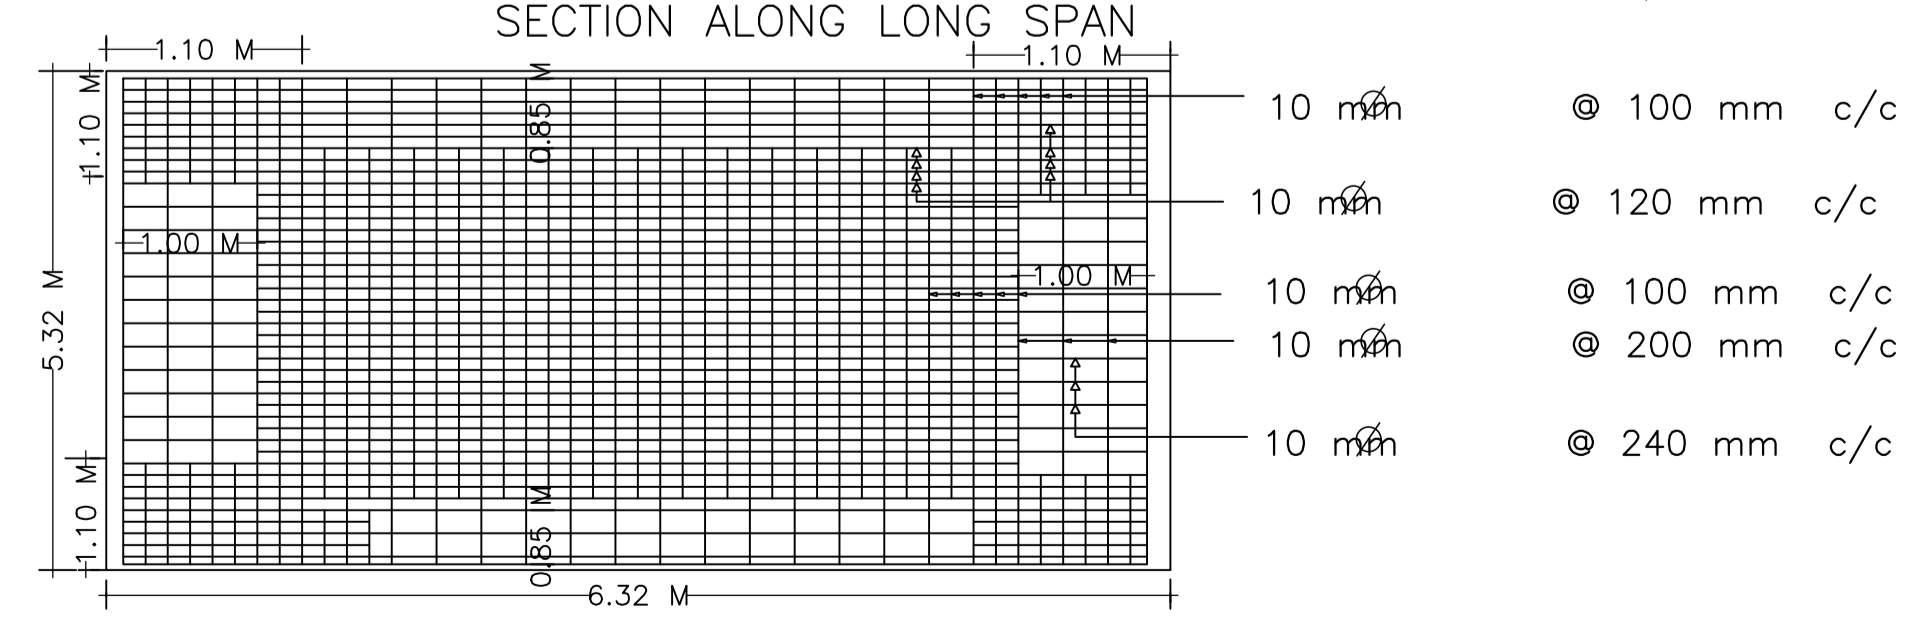 SECTION ALONG LONG SPAN
1.10 M
1.10 M
1.10 M
0.85 M
10 mm∅ @ 100 mm c/c
10 mm∅ @ 120 mm c/c
1.00 M
1.00 M
10 mm∅ @ 100 mm c/c
5.32 M
10 mm∅ @ 200 mm c/c
10 mm∅ @ 240 mm c/c
1.10 M
0.85 M
6.32 M